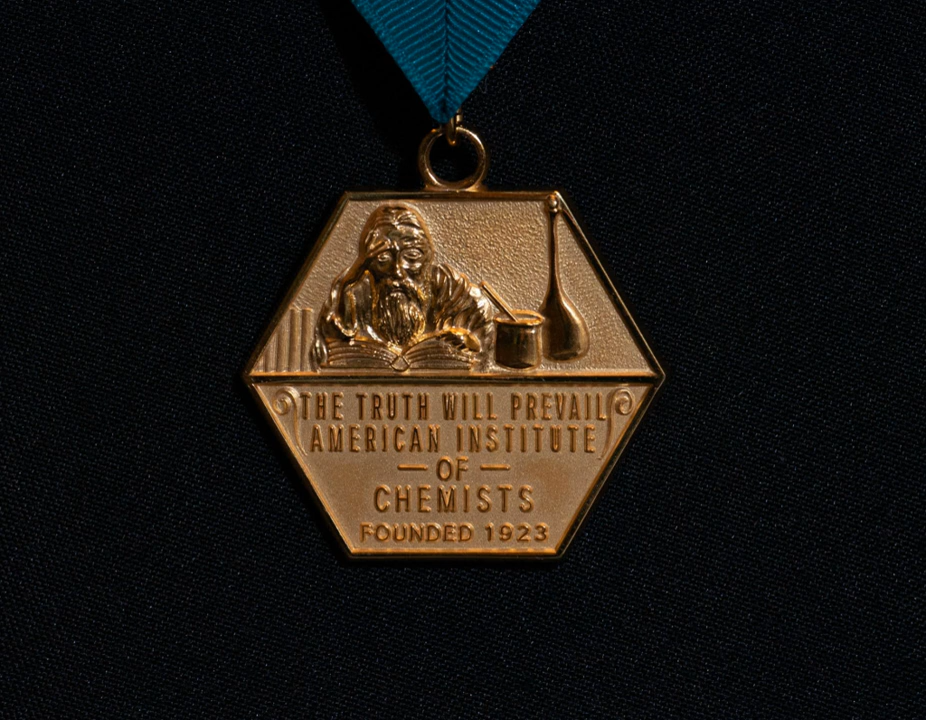 THE TRUTH WILL PREVAIL
AMERICAN INSTITUTE
— OF —
CHEMISTS
FOUNDED 1923